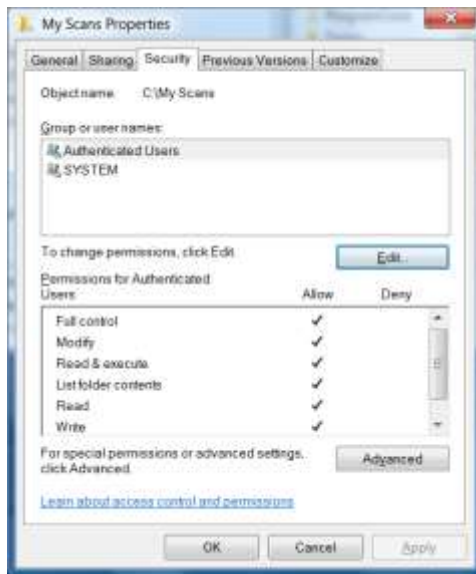 My Scans Properties
General Sharing Security Previous Versions Customize
Object name: C:\My Scans
Group or user names:
Authenticated Users
SYSTEM
To change permissions, click Edit.
Edit...
Permissions for Authenticated
Users Allow Deny
Full control
Modify
Read & execute
List folder contents
Read
Write
For special permissions or advanced settings,
click Advanced.
Advanced
Learn about access control and permissions
OK Cancel Apply